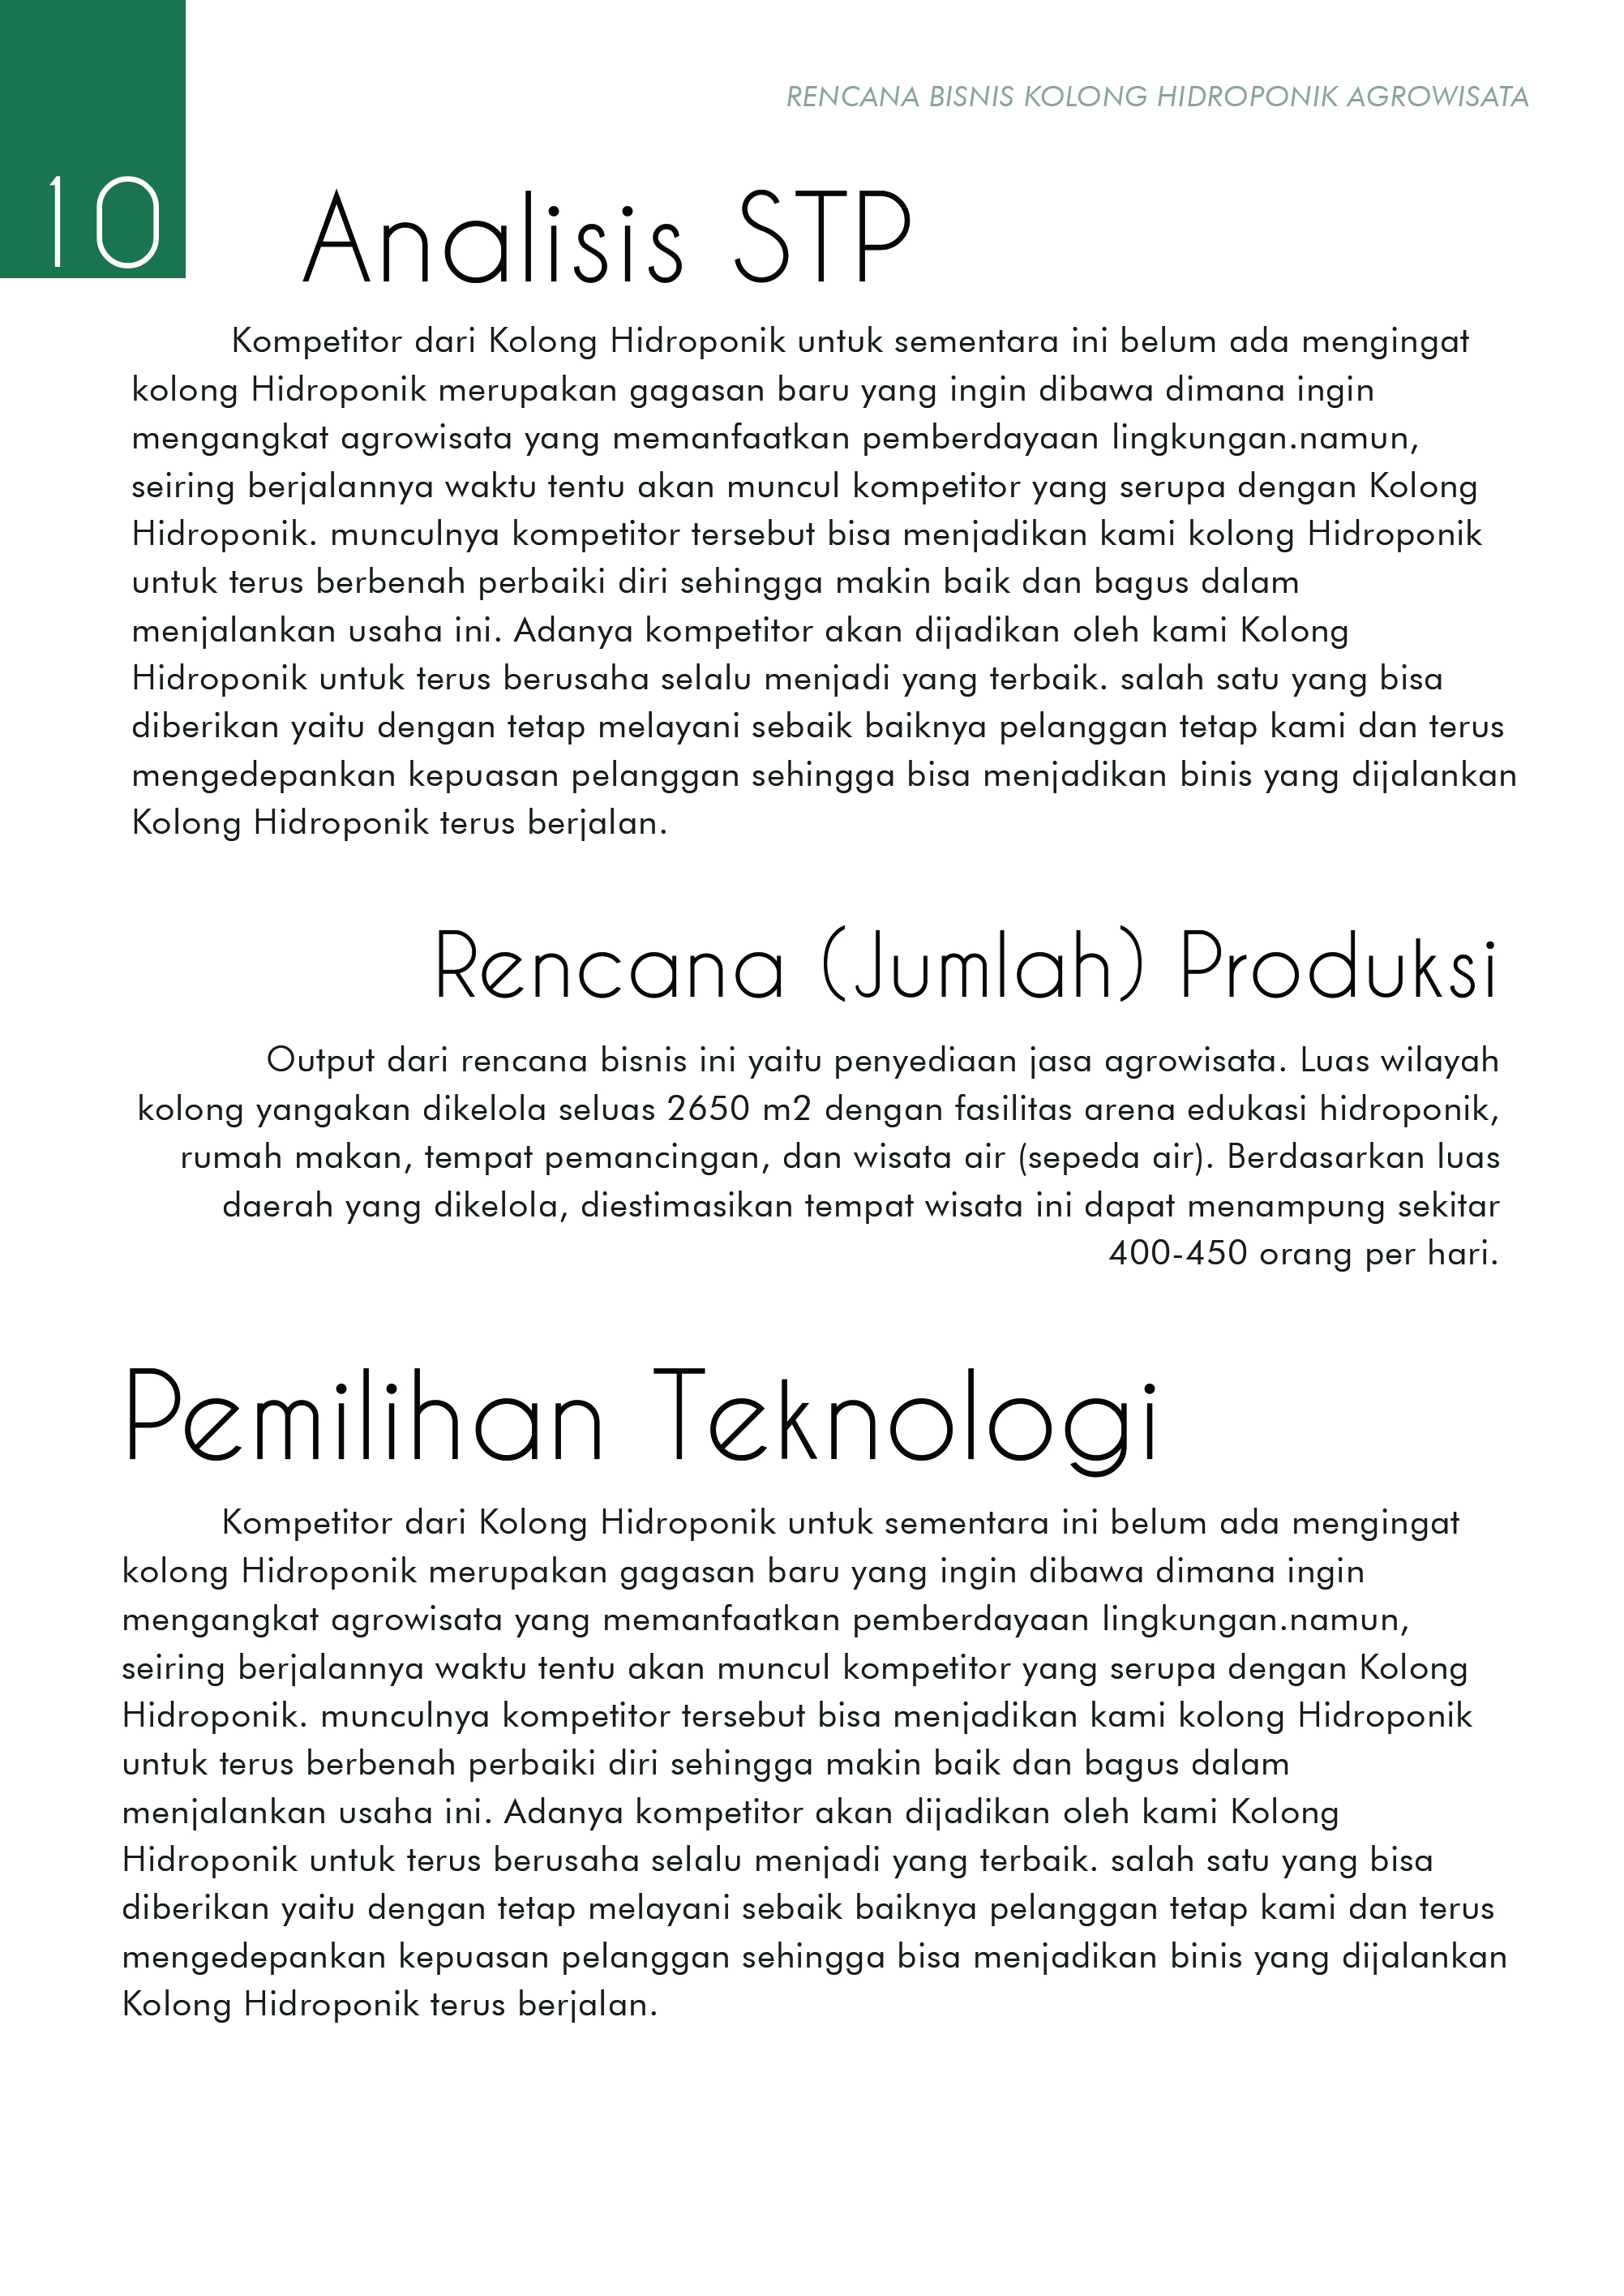 RENCANA BISNIS KOLONG HIDROPONIK AGROWISATA
10
Analisis STP
Kompetitor dari Kolong Hidroponik untuk sementara ini belum ada mengingat
kolong Hidroponik merupakan gagasan baru yang ingin dibawa dimana ingin
mengangkat agrowisata yang memanfaatkan pemberdayaan lingkungan.namun,
seiring berjalannya waktu tentu akan muncul kompetitor yang serupa dengan Kolong
Hidroponik. munculnya kompetitor tersebut bisa menjadikan kami kolong Hidroponik
untuk terus berbenah perbaiki diri sehingga makin baik dan bagus dalam
menjalankan usaha ini. Adanya kompetitor akan dijadikan oleh kami Kolong
Hidroponik untuk terus berusaha selalu menjadi yang terbaik. salah satu yang bisa
diberikan yaitu dengan tetap melayani sebaik baiknya pelanggan tetap kami dan terus
mengedepankan kepuasan pelanggan sehingga bisa menjadikan binis yang dijalankan
Kolong Hidroponik terus berjalan.
Rencana (Jumlah) Produksi
Output dari rencana bisnis ini yaitu penyediaan jasa agrowisata. Luas wilayah
kolong yangakan dikelola seluas 2650 m2 dengan fasilitas arena edukasi hidroponik,
rumah makan, tempat pemancingan, dan wisata air (sepeda air). Berdasarkan luas
daerah yang dikelola, diestimasikan tempat wisata ini dapat menampung sekitar
400-450 orang per hari.
Pemilihan Teknologi
Kompetitor dari Kolong Hidroponik untuk sementara ini belum ada mengingat
kolong Hidroponik merupakan gagasan baru yang ingin dibawa dimana ingin
mengangkat agrowisata yang memanfaatkan pemberdayaan lingkungan.namun,
seiring berjalannya waktu tentu akan muncul kompetitor yang serupa dengan Kolong
Hidroponik. munculnya kompetitor tersebut bisa menjadikan kami kolong Hidroponik
untuk terus berbenah perbaiki diri sehingga makin baik dan bagus dalam
menjalankan usaha ini. Adanya kompetitor akan dijadikan oleh kami Kolong
Hidroponik untuk terus berusaha selalu menjadi yang terbaik. salah satu yang bisa
diberikan yaitu dengan tetap melayani sebaik baiknya pelanggan tetap kami dan terus
mengedepankan kepuasan pelanggan sehingga bisa menjadikan binis yang dijalankan
Kolong Hidroponik terus berjalan.